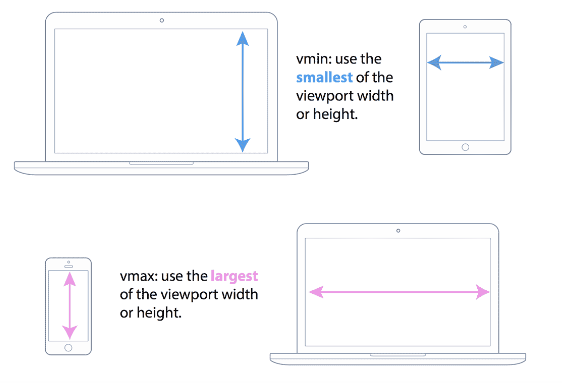 vmin: use the
smallest of the
viewport width
or height.
vmax: use the largest
of the viewport width
or height.